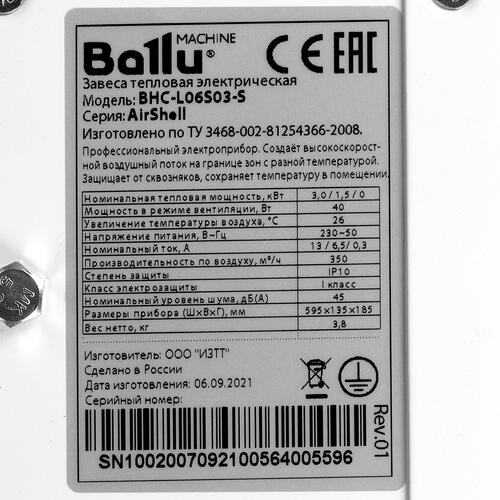 MACHINE
Ballu®
CE EAC
Завеса тепловая электрическая
Модель: BHC-L06S03-S
Серия: AirShell
Изготовлено по ТУ 3468-002-81254366-2008.
Профессиональный электроприбор. Создаёт высокоскорост-
ной воздушный поток на границе зон с разной температурой.
Защищает от сквозняков, сохраняет температуру в помещении.
Номинальная тепловая мощность, кВт 3,0/1,5/0
Мощность в режиме вентиляции, Вт 40
Увеличение температуры воздуха, °С 26
Напряжение питания, В~Гц 230~50
Номинальный ток, А 13/6,5/0,3
Производительность по воздуху, м³/ч 350
Степень защиты IP10
Класс электрозащиты I класс
Номинальный уровень шума, дБ(А) 45
Размеры прибора (Ш×В×Г), мм 595×135×185
Вес нетто, кг 3,8
Изготовитель: ООО "ИЗТТ"
Сделано в России
Дата изготовления: 06.09.2021
Серийный номер:
Rev.01
SN1002007092100564005596